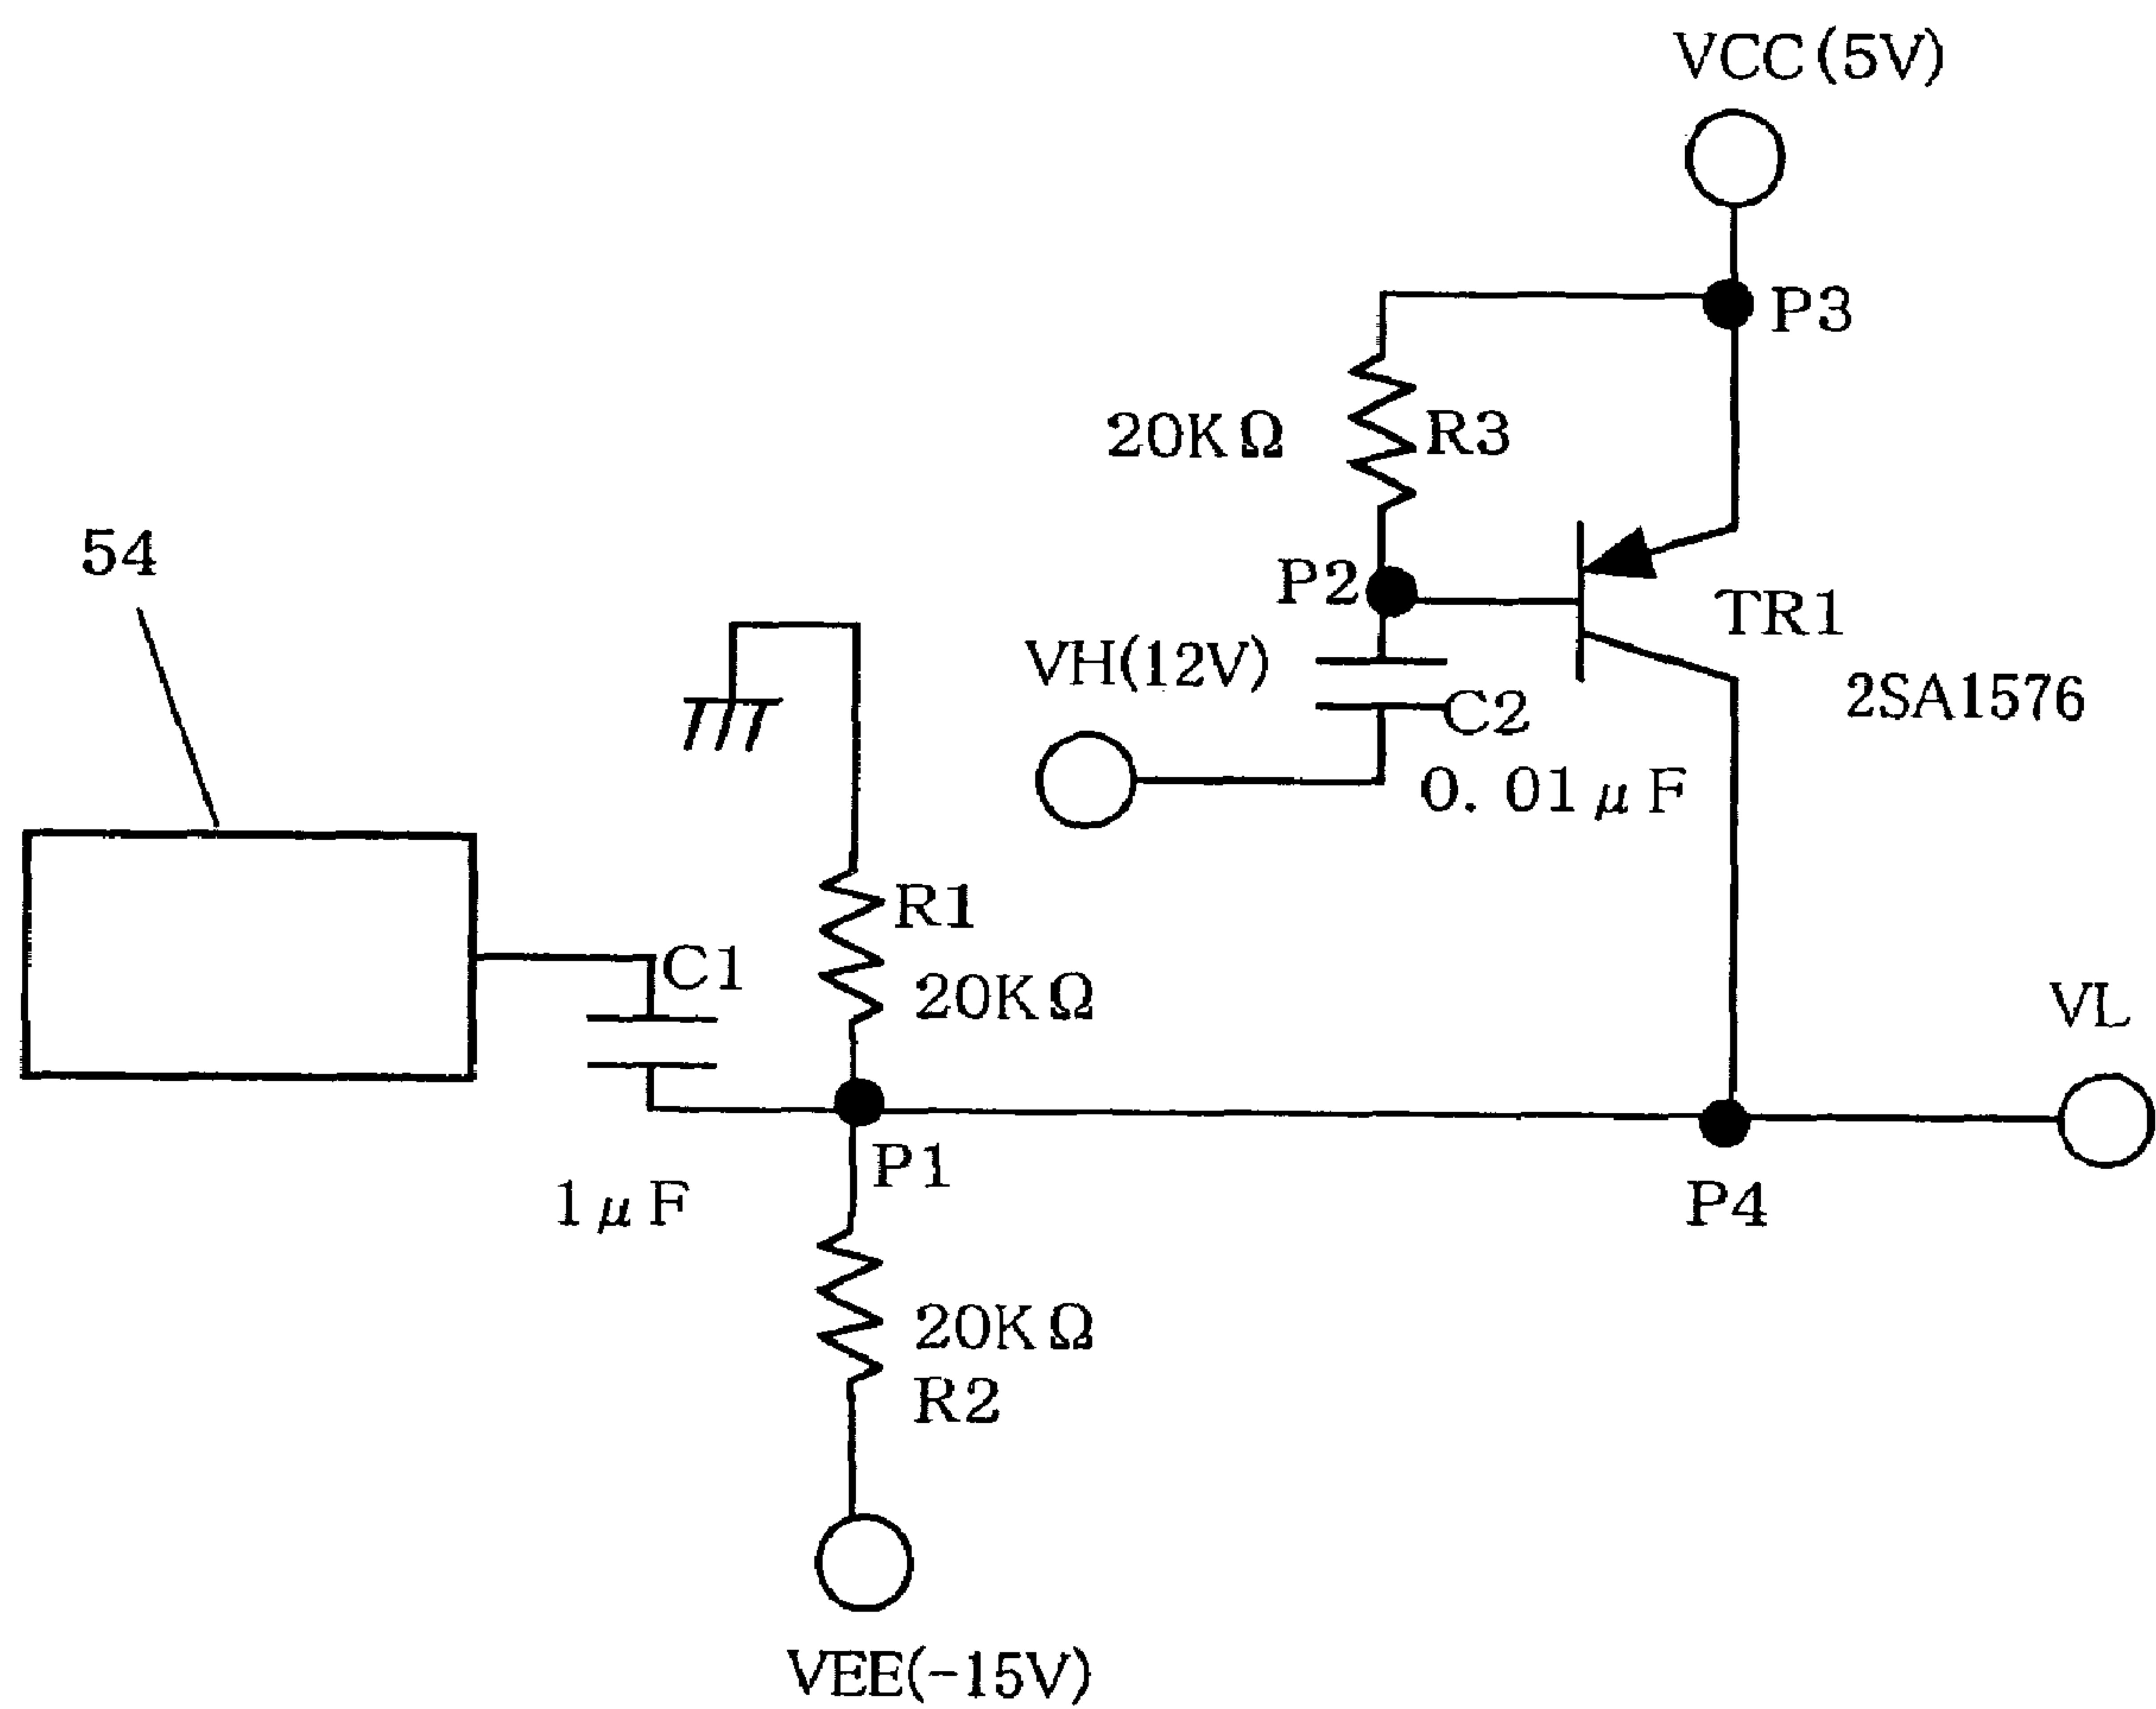 VCC(5V)
P3
20KΩ
R3
54
P2
TR1
VH(12V)
2SA1576
C2
0.01μF
R1
C1
20KΩ
VL
P1
1μF
P4
20KΩ
R2
VEE(-15V)